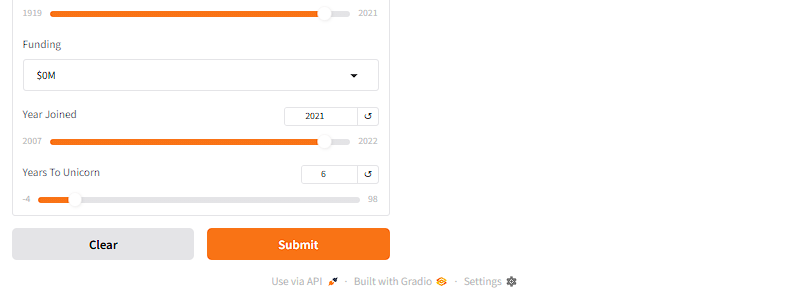 1919 2021
Funding
$0M
Year Joined 2021
2007 2022
Years To Unicorn 6
-4 98
Clear Submit
Use via API · Built with Gradio · Settings